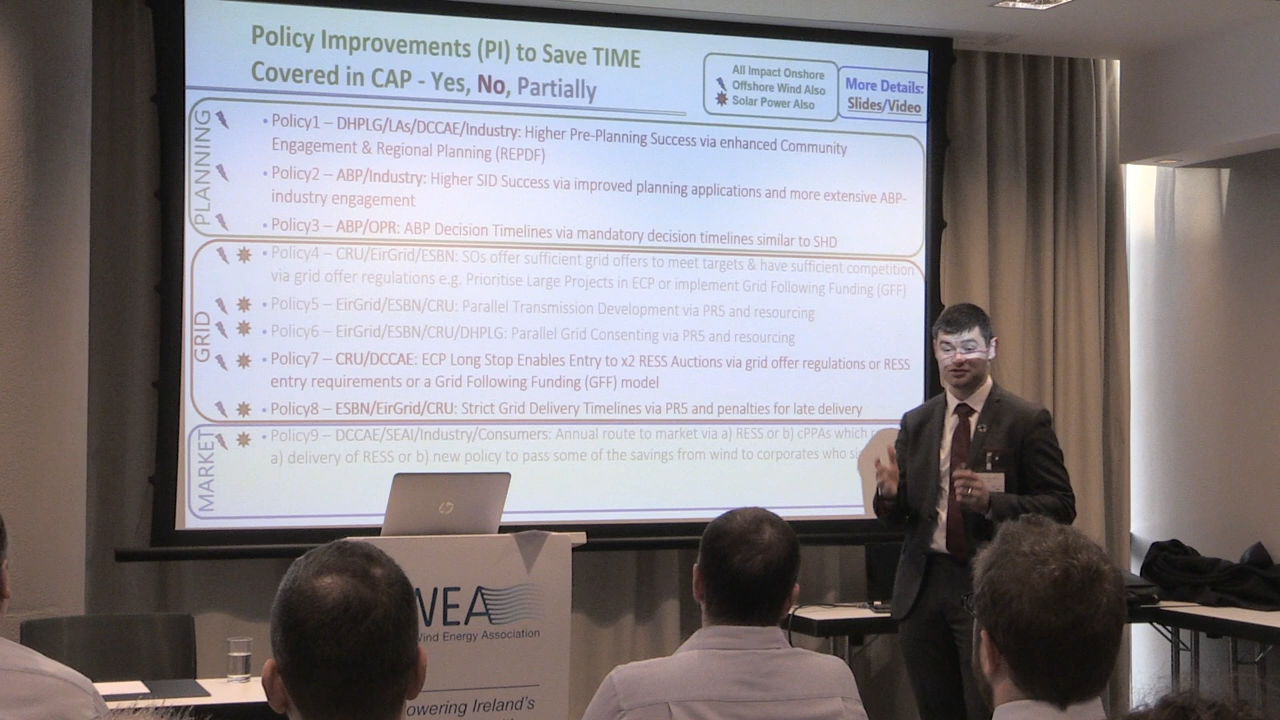 Policy Improvements (PI) to Save TIME
Covered in CAP - Yes, No, Partially
All Impact Onshore
Offshore Wind Also
Solar Power Also
More Details:
Slides/Video
PLANNING
• Policy1 – DHPLG/LAs/DCCAE/Industry: Higher Pre-Planning Success via enhanced Community
Engagement & Regional Planning (REPDF)
• Policy2 – ABP/Industry: Higher SID Success via improved planning applications and more extensive ABP-
industry engagement
• Policy3 – ABP/OPR: ABP Decision Timelines via mandatory decision timelines similar to SHD
GRID
• Policy4 – CRU/EirGrid/ESBN: SOs offer sufficient grid offers to meet targets & have sufficient competition
via grid offer regulations e.g. Prioritise Large Projects in ECP or implement Grid Following Funding (GFF)
• Policy5 – EirGrid/ESBN/CRU: Parallel Transmission Development via PR5 and resourcing
• Policy6 – EirGrid/ESBN/CRU/DHPLG: Parallel Grid Consenting via PR5 and resourcing
• Policy7 – CRU/DCCAE: ECP Long Stop Enables Entry to x2 RESS Auctions via grid offer regulations or RESS
entry requirements or a Grid Following Funding (GFF) model
• Policy8 – ESBN/EirGrid/CRU: Strict Grid Delivery Timelines via PR5 and penalties for late delivery
MARKET
• Policy9 – DCCAE/SEAI/Industry/Consumers: Annual route to market via a) RESS or b) cPPAs which
a) delivery of RESS or b) new policy to pass some of the savings from wind to corporates who
hp
WEA
Wind Energy Association
owering Ireland's